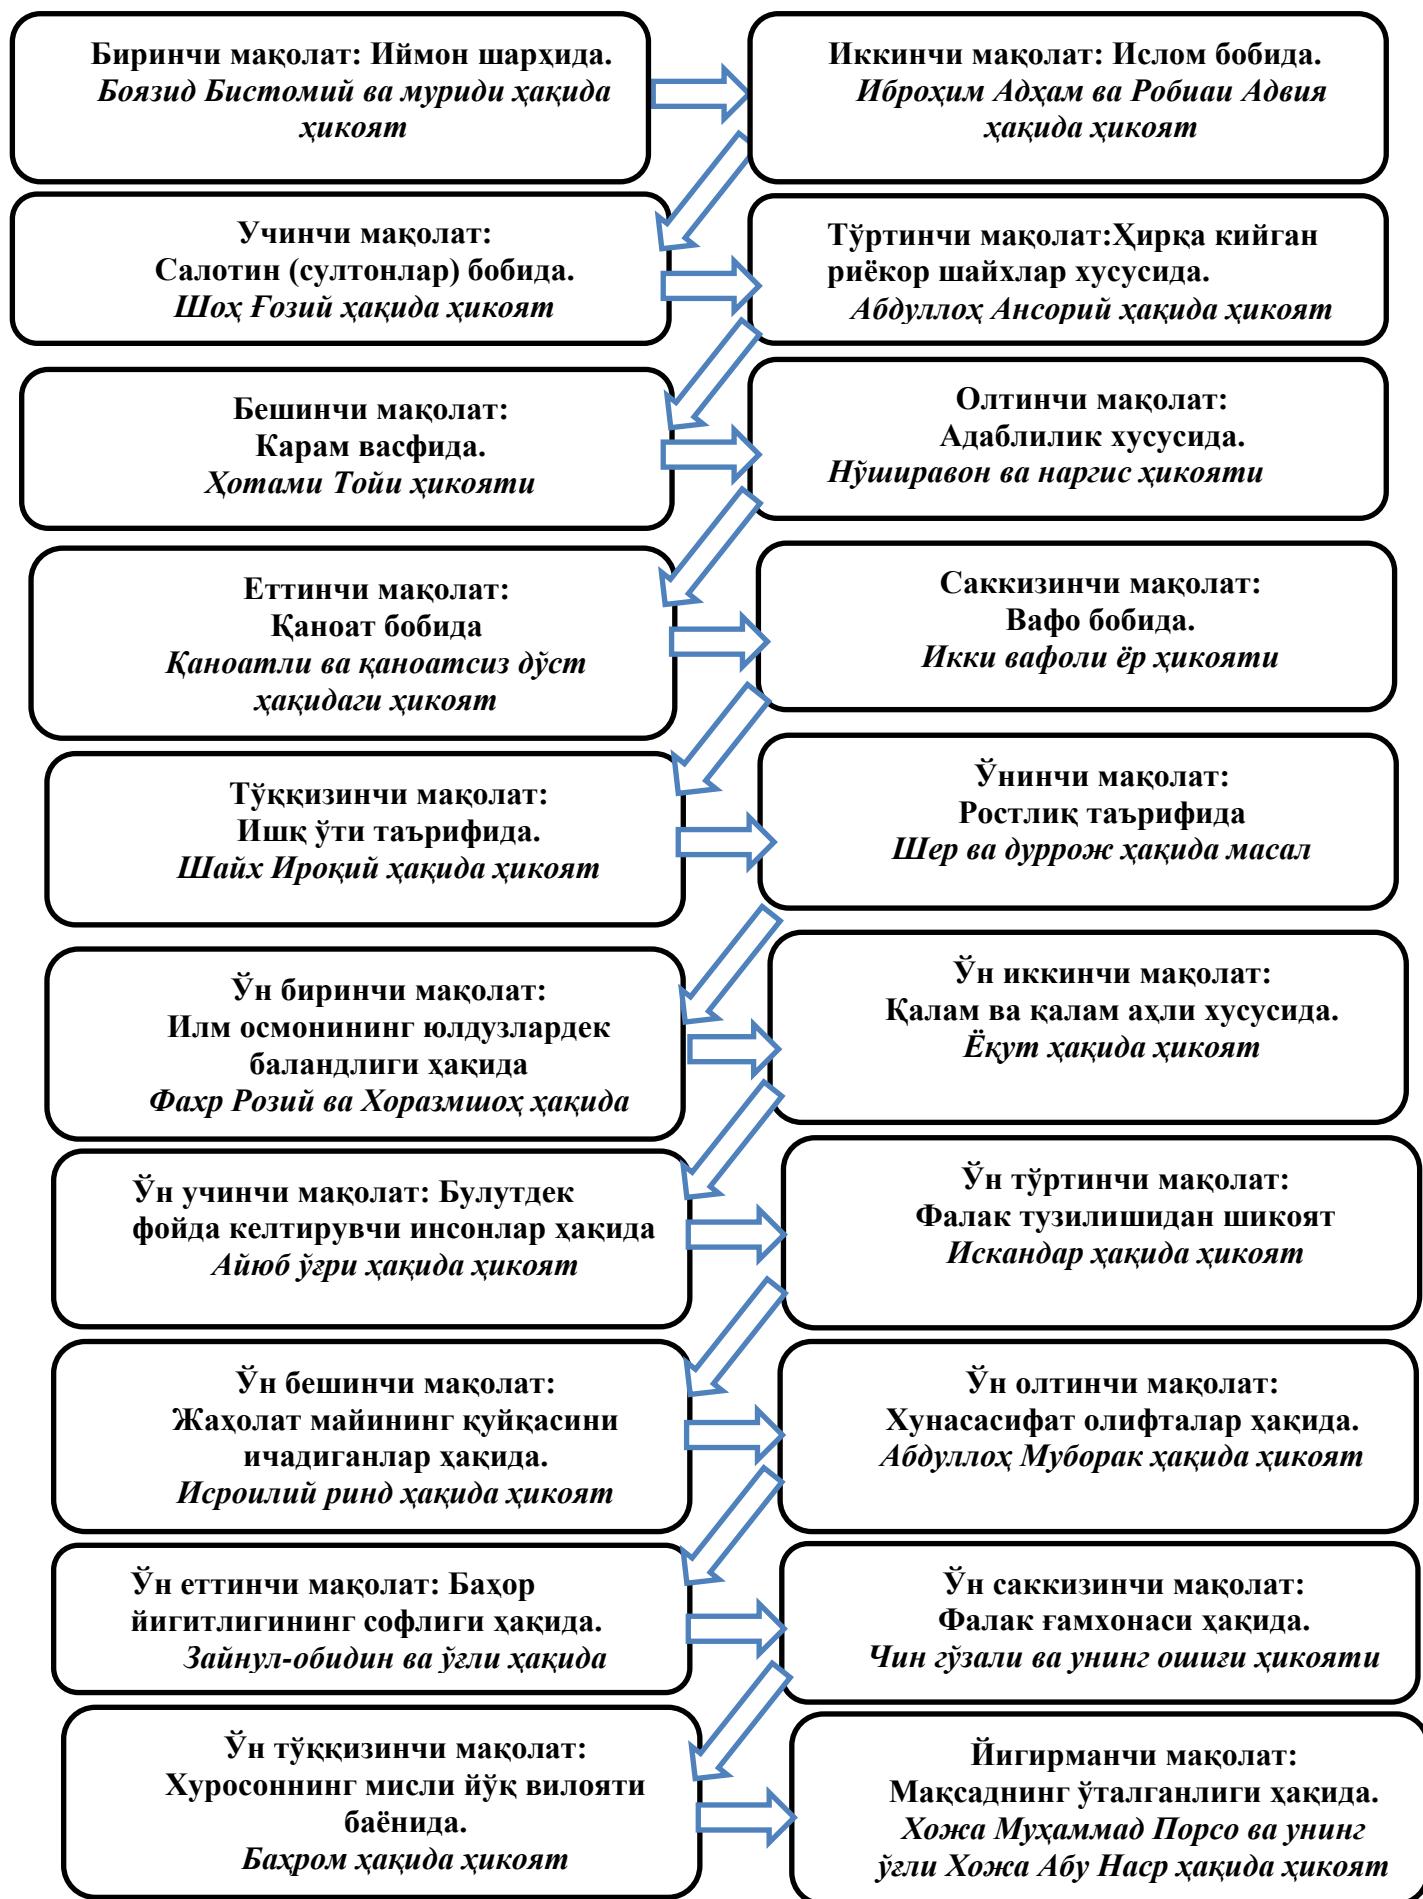 Биринчи мақолат: Иймон шарҳида.
Боязид Бистомий ва муриди ҳақида
ҳикоят
Иккинчи мақолат: Ислом бобида.
Иброҳим Адҳам ва Робиаи Адвия
ҳақида ҳикоят
Учинчи мақолат:
Салотин (султонлар) бобида.
Шоҳ Ғозий ҳақида ҳикоят
Тўртинчи мақолат:Ҳирқа кийган
риёкор шайхлар хусусида.
Абдуллоҳ Ансорий ҳақида ҳикоят
Бешинчи мақолат:
Карам васфида.
Ҳотами Тойи ҳикояти
Олтинчи мақолат:
Адаблилик хусусида.
Нўширавон ва наргис ҳикояти
Еттинчи мақолат:
Қаноат бобида
Қаноатли ва қаноатсиз дўст
ҳақидаги ҳикоят
Саккизинчи мақолат:
Вафо бобида.
Икки вафоли ёр ҳикояти
Тўққизинчи мақолат:
Ишқ ўти таърифида.
Шайх Ироқий ҳақида ҳикоят
Ўнинчи мақолат:
Ростлиқ таърифида
Шер ва дуррож ҳақида масал
Ўн биринчи мақолат:
Илм осмонининг юлдузлардек
баландлиги ҳақида
Фахр Розий ва Хоразмшоҳ ҳақида
Ўн иккинчи мақолат:
Қалам ва қалам аҳли хусусида.
Ёқут ҳақида ҳикоят
Ўн учинчи мақолат: Булутдек
фойда келтирувчи инсонлар ҳақида
Айюб ўғри ҳақида ҳикоят
Ўн тўртинчи мақолат:
Фалак тузилишидан шикоят
Искандар ҳақида ҳикоят
Ўн бешинчи мақолат:
Жаҳолат майининг қуйқасини
ичадиганлар ҳақида.
Исроилий ринд ҳақида ҳикоят
Ўн олтинчи мақолат:
Хунасасифат олифталар ҳақида.
Абдуллоҳ Муборак ҳақида ҳикоят
Ўн еттинчи мақолат: Баҳор
йигитлигининг софлиги ҳақида.
Зайнул-обидин ва ўғли ҳақида
Ўн саккизинчи мақолат:
Фалак ғамхонаси ҳақида.
Чин гўзали ва унинг ошиғи ҳикояти
Ўн тўққизинчи мақолат:
Хуросоннинг мисли йўқ вилояти
баёнида.
Баҳром ҳақида ҳикоят
Йигирманчи мақолат:
Мақсаднинг ўталганлиги ҳақида.
Хожа Муҳаммад Порсо ва унинг
ўғли Хожа Абу Наср ҳақида ҳикоят